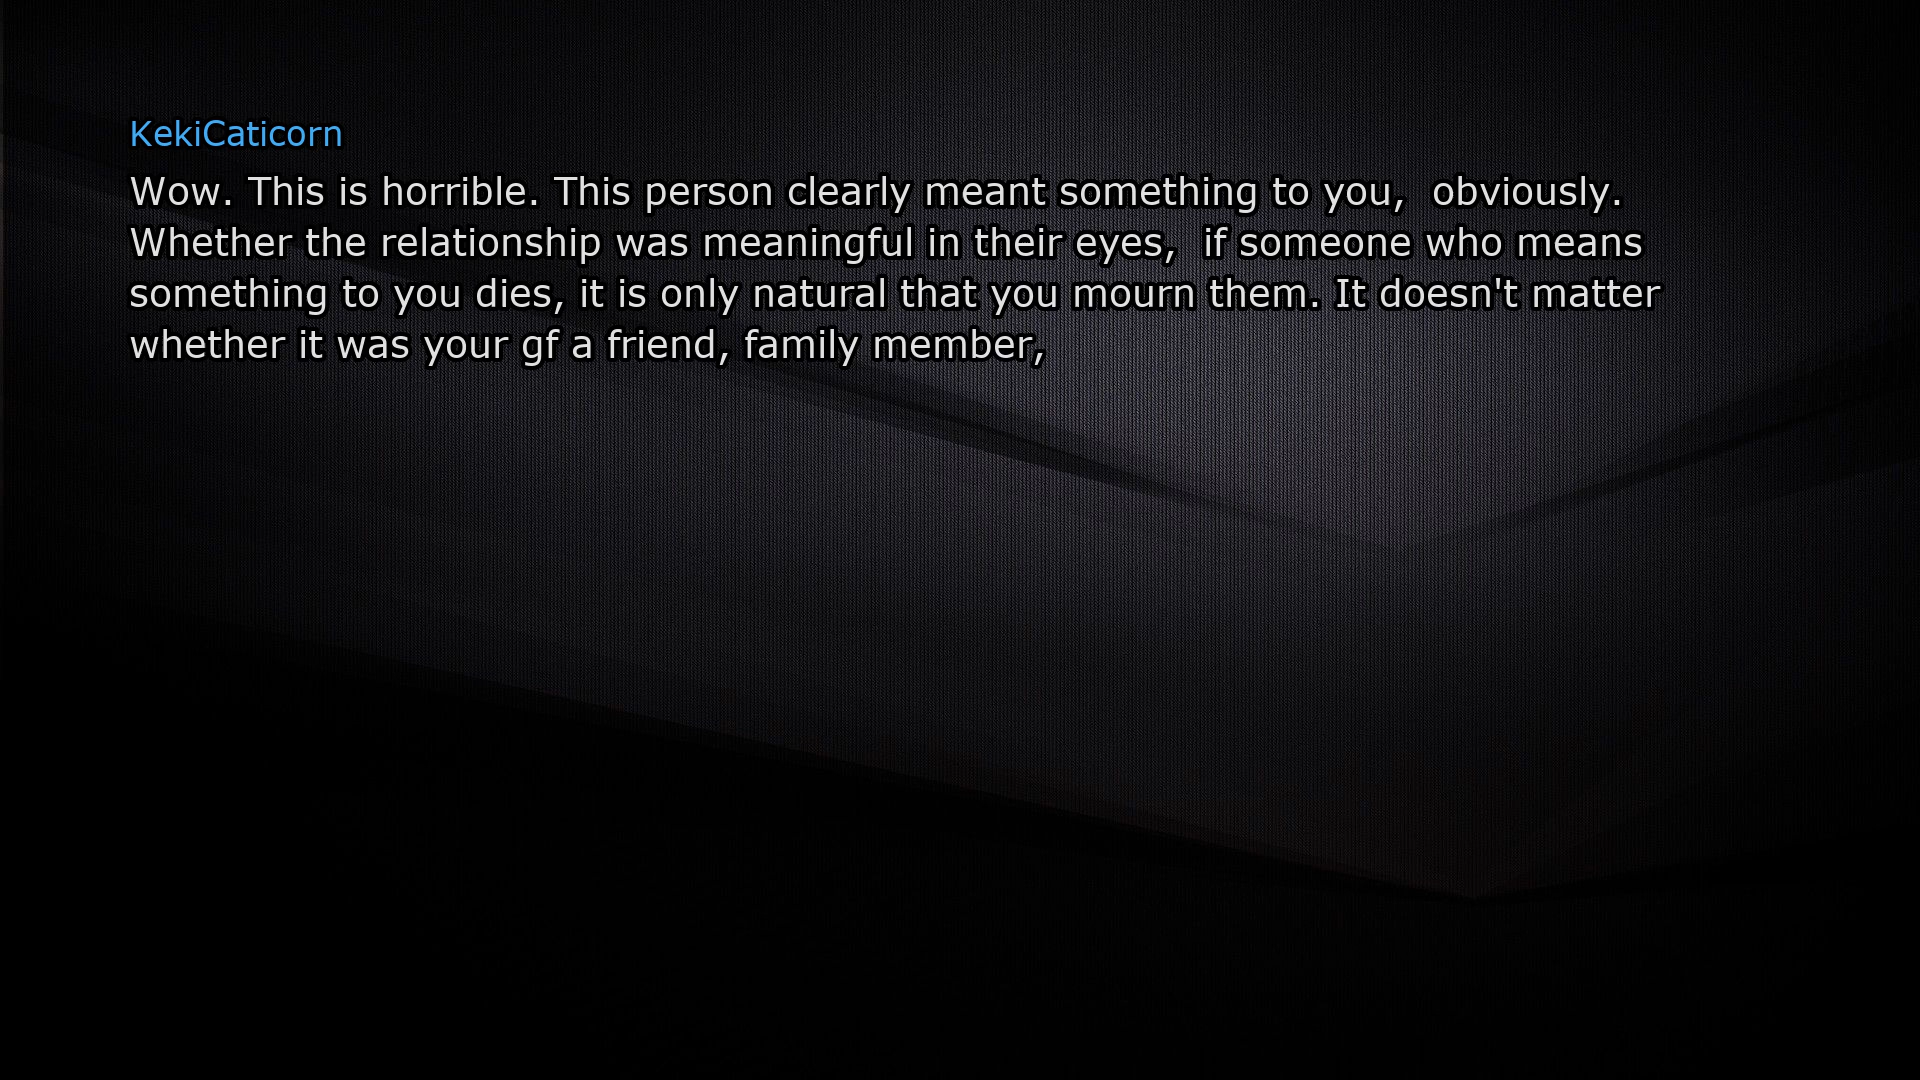 KekiCaticorn
Wow. This is horrible. This person clearly meant something to you,  obviously.
Whether the relationship was meaningful in their eyes,  if someone who means
something to you dies, it is only natural that you mourn them. It doesn't matter
whether it was your gf a friend, family member,